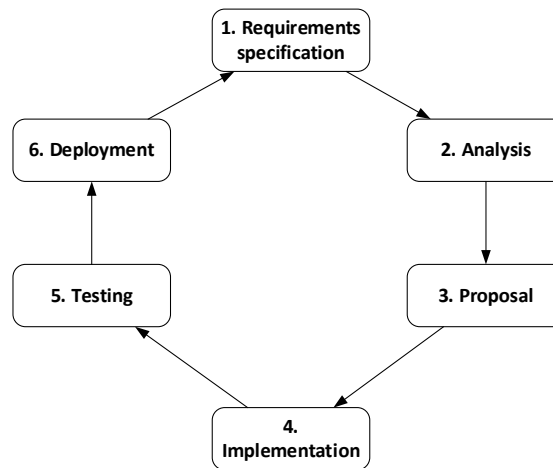 1. Requirements
specification
2. Analysis
3. Proposal
4.
Implementation
5. Testing
6. Deployment